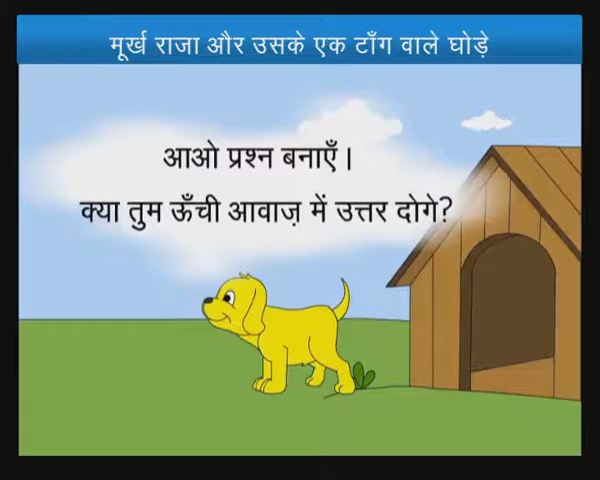 मूर्ख राजा और उसके एक टाँग वाले घोड़े
आओ प्रश्न बनाएँ।
क्या तुम ऊँची आवाज़ में उत्तर दोगे?